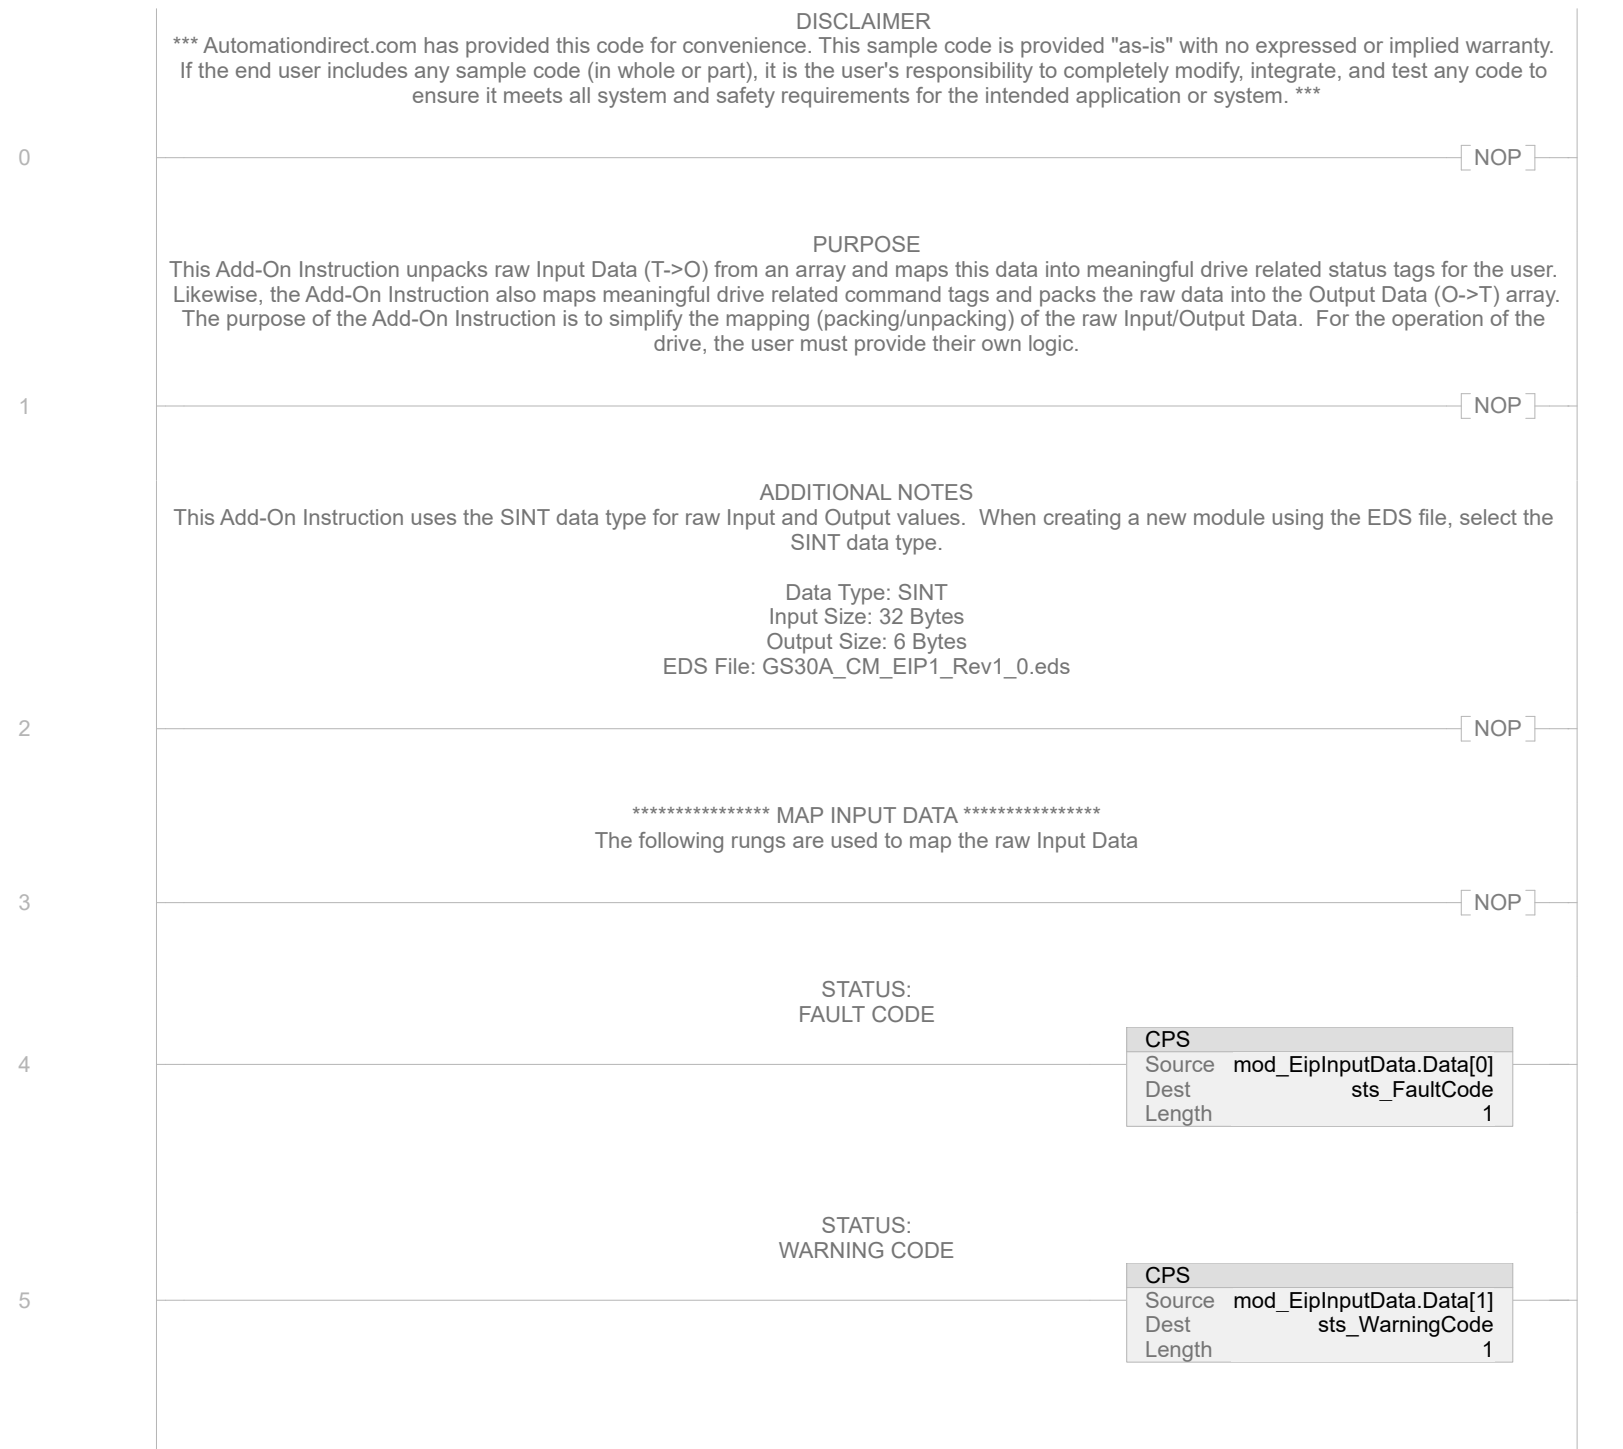 DISCLAIMER
*** Automationdirect.com has provided this code for convenience. This sample code is provided "as-is" with no expressed or implied warranty.
If the end user includes any sample code (in whole or part), it is the user's responsibility to completely modify, integrate, and test any code to
ensure it meets all system and safety requirements for the intended application or system. ***
0
NOP
PURPOSE
This Add-On Instruction unpacks raw Input Data (T->O) from an array and maps this data into meaningful drive related status tags for the user.
Likewise, the Add-On Instruction also maps meaningful drive related command tags and packs the raw data into the Output Data (O->T) array.
The purpose of the Add-On Instruction is to simplify the mapping (packing/unpacking) of the raw Input/Output Data.  For the operation of the
drive, the user must provide their own logic.
1
NOP
ADDITIONAL NOTES
This Add-On Instruction uses the SINT data type for raw Input and Output values.  When creating a new module using the EDS file, select the
SINT data type.
Data Type: SINT
Input Size: 32 Bytes
Output Size: 6 Bytes
EDS File: GS30A_CM_EIP1_Rev1_0.eds
2
NOP
**************** MAP INPUT DATA ****************
The following rungs are used to map the raw Input Data
3
NOP
STATUS:
FAULT CODE
4
CPS
Source mod_EipInputData.Data[0]
Dest sts_FaultCode
Length 1
STATUS:
WARNING CODE
5
CPS
Source mod_EipInputData.Data[1]
Dest sts_WarningCode
Length 1